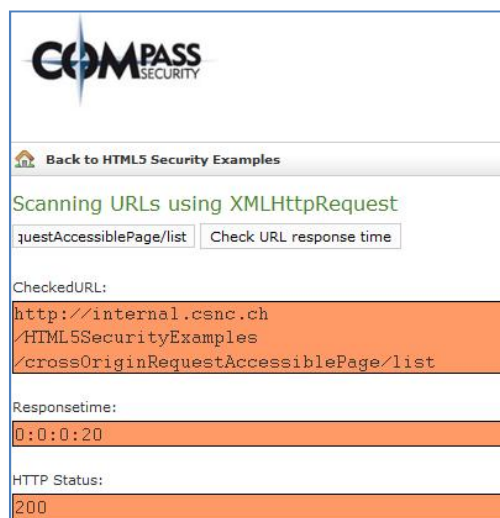 COMPASS
SECURITY
Back to HTML5 Security Examples
Scanning URLs using XMLHttpRequest
questAccessiblePage/list Check URL response time
CheckedURL:
http://internal.csnc.ch
/HTML5SecurityExamples
/crossOriginRequestAccessiblePage/list
Responsetime:
0:0:0:20
HTTP Status:
200